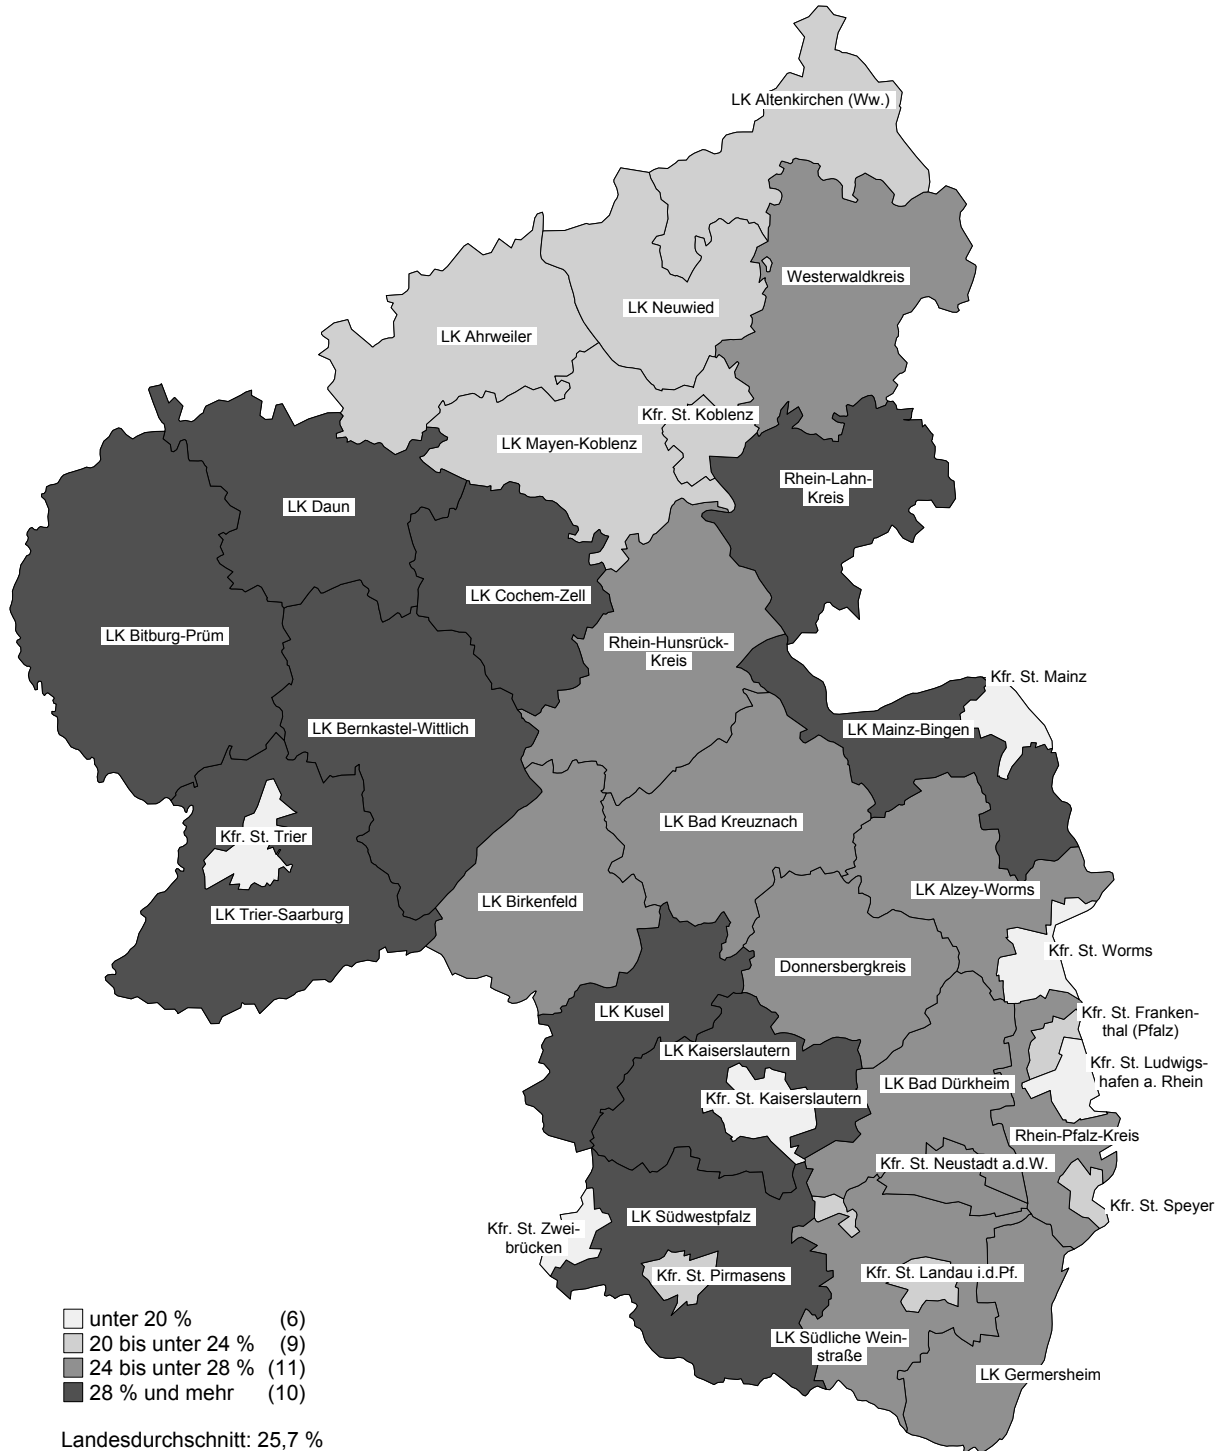 LK Altenkirchen (Ww.)
Westerwaldkreis
LK Neuwied
LK Ahrweiler
Kfr. St. Koblenz
LK Mayen-Koblenz
Rhein-Lahn-
Kreis
LK Daun
LK Cochem-Zell
LK Bitburg-Prüm
Rhein-Hunsrück-
Kreis
Kfr. St. Mainz
LK Bernkastel-Wittlich
LK Mainz-Bingen
LK Bad Kreuznach
Kfr. St. Trier
LK Alzey-Worms
LK Birkenfeld
LK Trier-Saarburg
Kfr. St. Worms
Donnersbergkreis
LK Kusel
Kfr. St. Franken-
thal (Pfalz)
LK Kaiserslautern
Kfr. St. Ludwigs-
hafen a. Rhein
LK Bad Dürkheim
Kfr. St. Kaiserslautern
Rhein-Pfalz-Kreis
Kfr. St. Neustadt a.d.W.
Kfr. St. Speyer
LK Südwestpfalz
Kfr. St. Zwei-
brücken
Kfr. St. Landau i.d.Pf.
Kfr. St. Pirmasens
LK Südliche Wein-
straße
LK Germersheim
unter 20 % (6)
20 bis unter 24 % (9)
24 bis unter 28 % (11)
28 % und mehr (10)
Landesdurchschnitt: 25,7 %